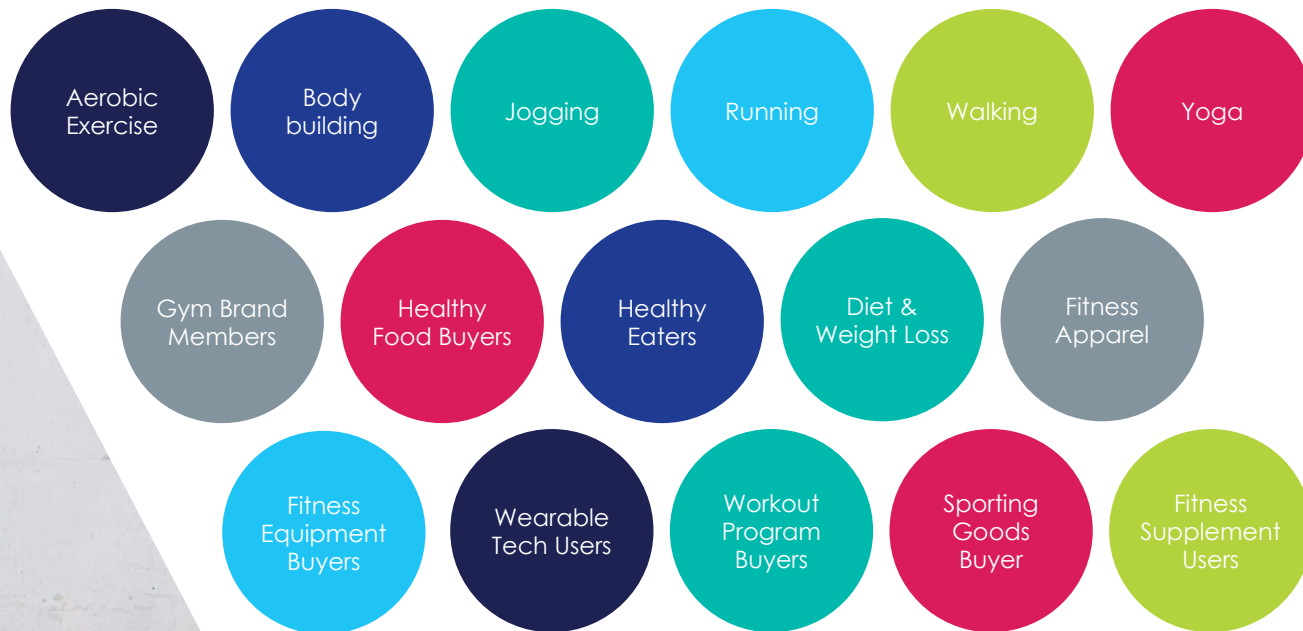 Aerobic
Exercise
Body
building
Jogging
Running
Walking
Yoga
Gym Brand
Members
Healthy
Food Buyers
Healthy
Eaters
Diet &
Weight Loss
Fitness
Apparel
Fitness
Equipment
Buyers
Wearable
Tech Users
Workout
Program
Buyers
Sporting
Goods
Buyer
Fitness
Supplement
Users